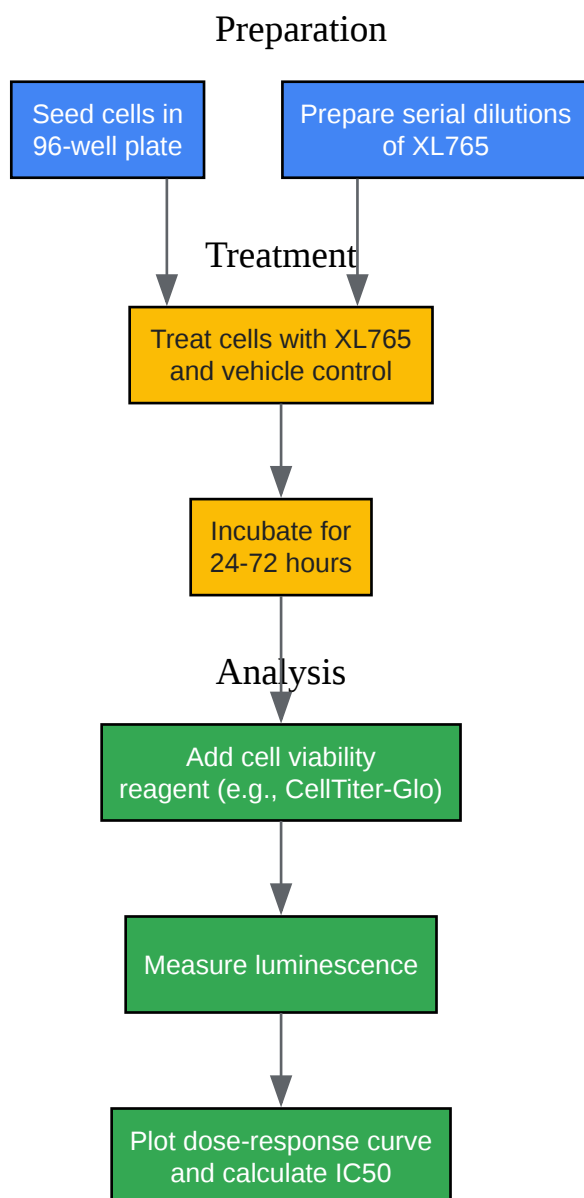 Preparation
Seed cells in
96-well plate
Prepare serial dilutions
of XL765
Treatment
Treat cells with XL765
and vehicle control
Incubate for
24-72 hours
Analysis
Add cell viability
reagent (e.g., CellTiter-Glo)
Measure luminescence
Plot dose-response curve
and calculate IC50